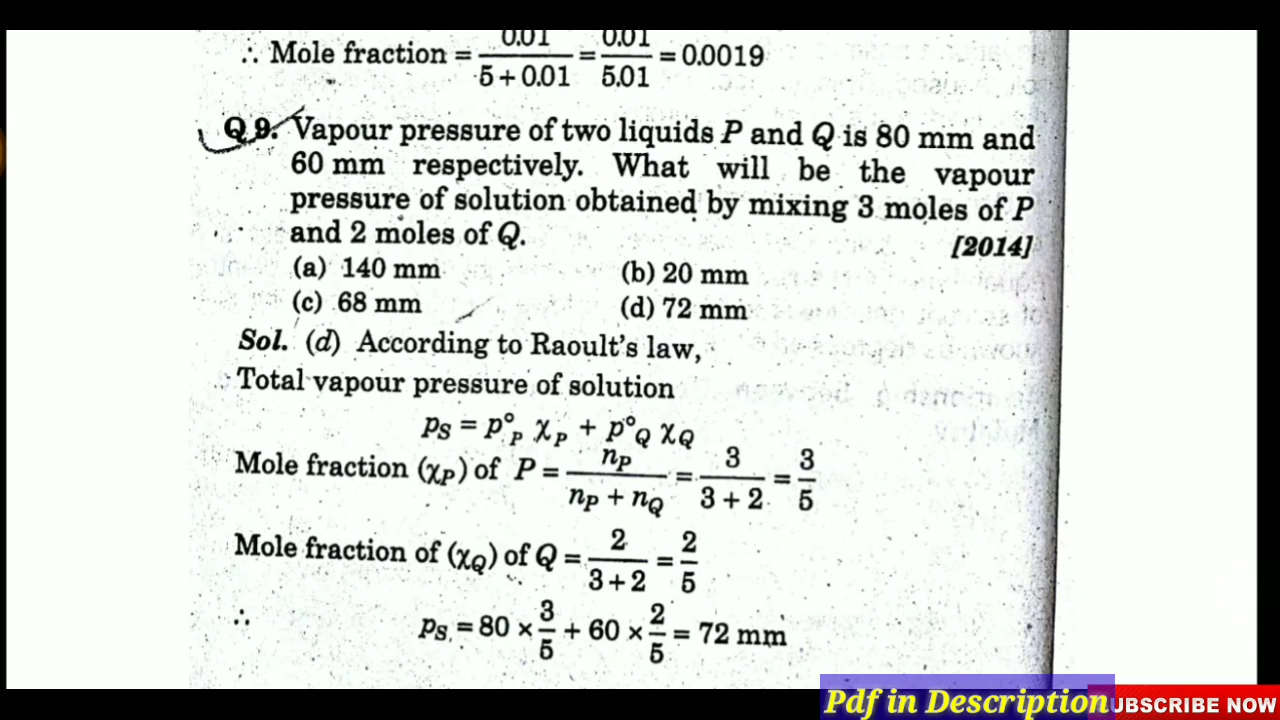 ∴ Mole fraction = 0.01 / 5 + 0.01 = 0.01 / 5.01 = 0.0019
Q 9. Vapour pressure of two liquids P and Q is 80 mm and
60 mm respectively. What will be the vapour
pressure of solution obtained by mixing 3 moles of P
and 2 moles of Q. [2014]
(a) 140 mm (b) 20 mm
(c) 68 mm (d) 72 mm
Sol. (d) According to Raoult's law,
Total vapour pressure of solution
pS = p°P χP + p°Q χQ
Mole fraction (χP) of P = nP / nP + nQ = 3 / 3 + 2 = 3 / 5
Mole fraction of (χQ) of Q = 2 / 3 + 2 = 2 / 5
∴ pS = 80 × 3 / 5 + 60 × 2 / 5 = 72 mm
Pdf in Description
UBSCRIBE NOW